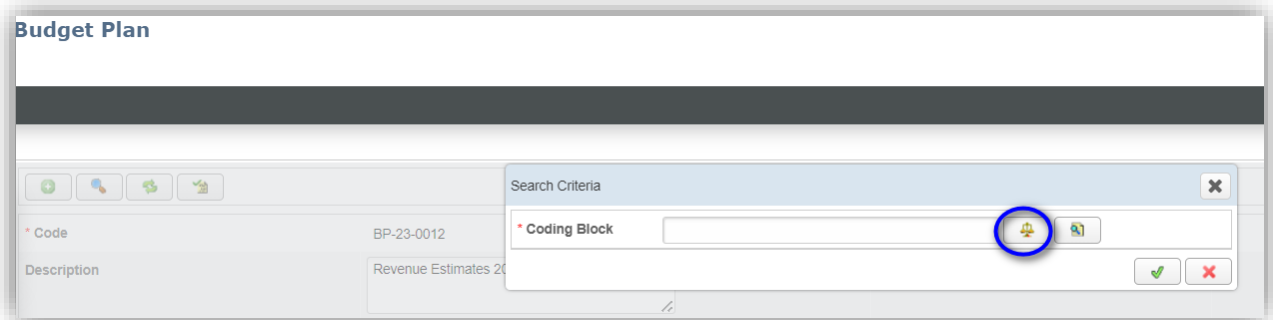 Budget Plan
Search Criteria
* Coding Block
* Code
BP-23-0012
Description
Revenue Estimates 20